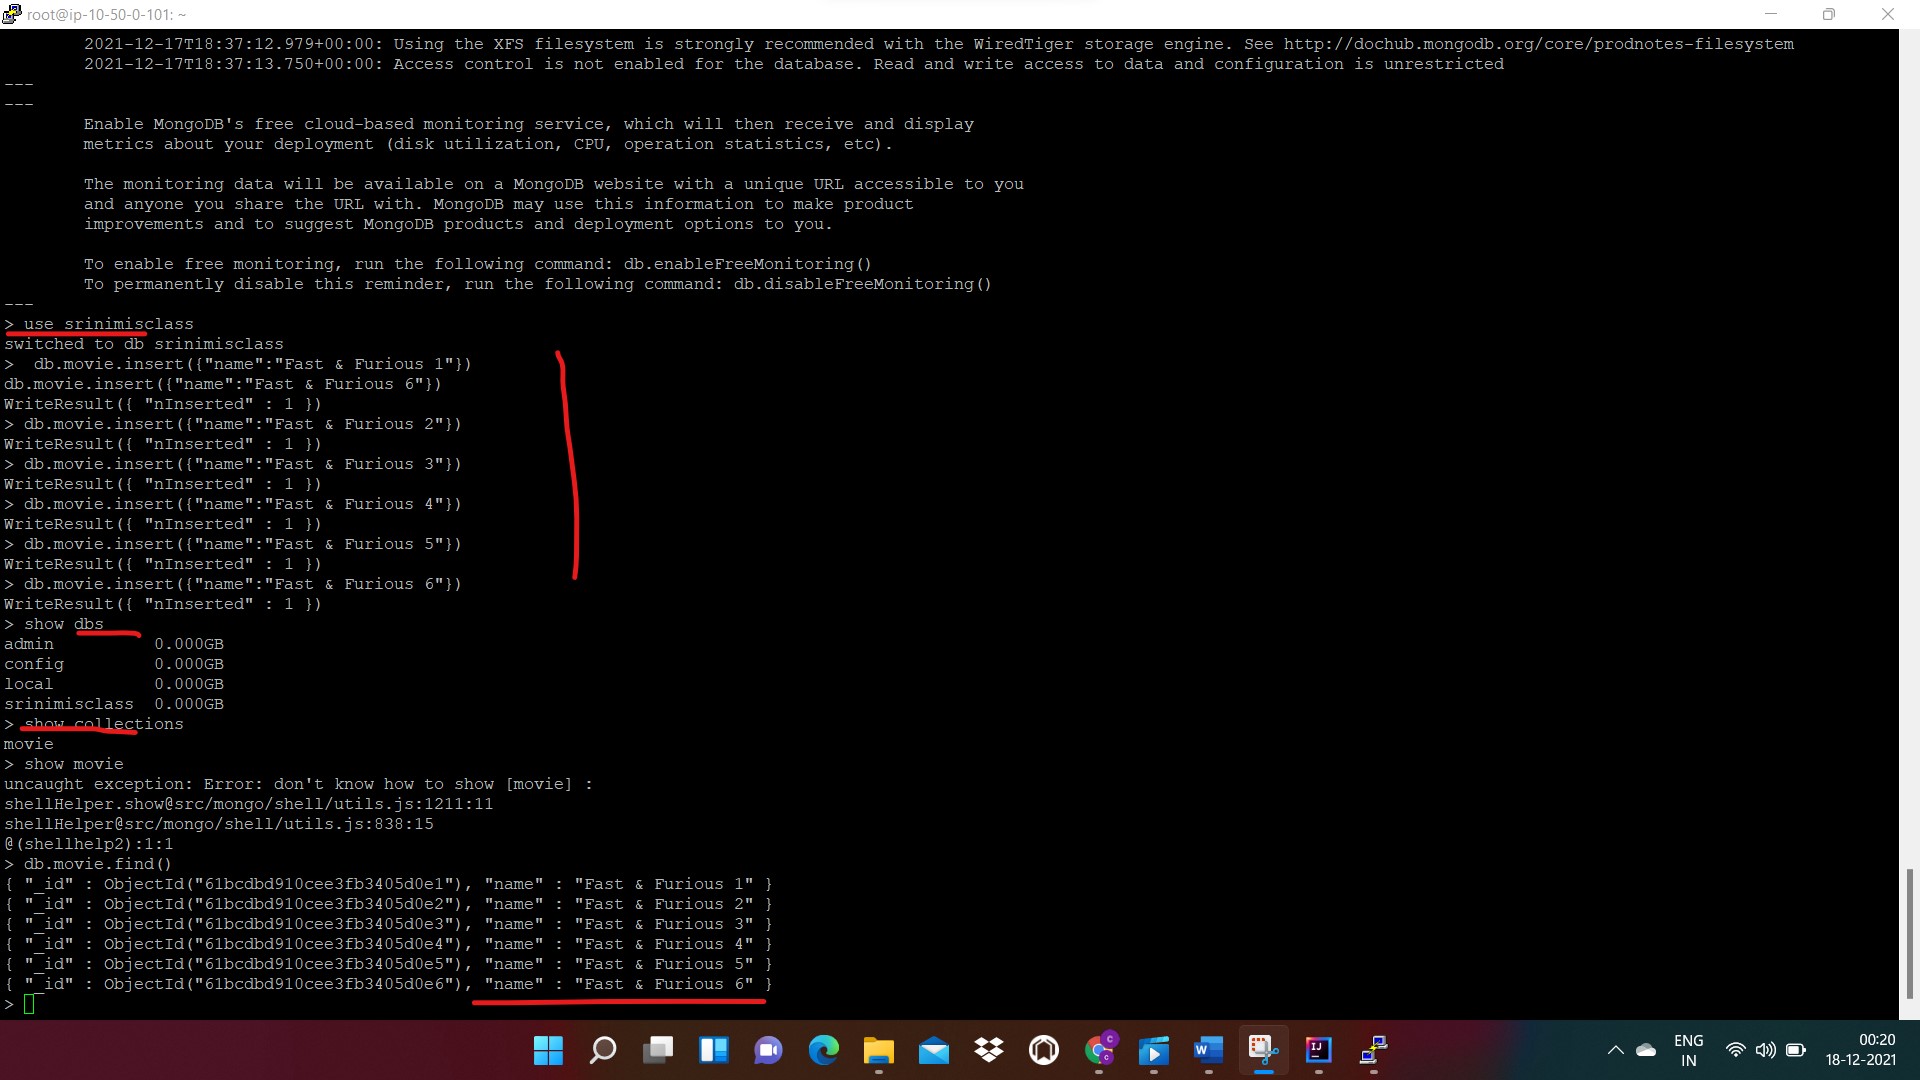 root@ip-10-50-0-101: ~
2021-12-17T18:37:12.979+00:00: Using the XFS filesystem is strongly recommended with the WiredTiger storage engine. See http://dochub.mongodb.org/core/prodnotes-filesystem
2021-12-17T18:37:13.750+00:00: Access control is not enabled for the database. Read and write access to data and configuration is unrestricted
---
---
Enable MongoDB's free cloud-based monitoring service, which will then receive and display
metrics about your deployment (disk utilization, CPU, operation statistics, etc).
The monitoring data will be available on a MongoDB website with a unique URL accessible to you
and anyone you share the URL with. MongoDB may use this information to make product
improvements and to suggest MongoDB products and deployment options to you.
To enable free monitoring, run the following command: db.enableFreeMonitoring()
To permanently disable this reminder, run the following command: db.disableFreeMonitoring()
---
> use srinimisclass
switched to db srinimisclass
>  db.movie.insert({"name":"Fast & Furious 1"})
db.movie.insert({"name":"Fast & Furious 6"})
WriteResult({ "nInserted" : 1 })
> db.movie.insert({"name":"Fast & Furious 2"})
WriteResult({ "nInserted" : 1 })
> db.movie.insert({"name":"Fast & Furious 3"})
WriteResult({ "nInserted" : 1 })
> db.movie.insert({"name":"Fast & Furious 4"})
WriteResult({ "nInserted" : 1 })
> db.movie.insert({"name":"Fast & Furious 5"})
WriteResult({ "nInserted" : 1 })
> db.movie.insert({"name":"Fast & Furious 6"})
WriteResult({ "nInserted" : 1 })
> show dbs
admin          0.000GB
config         0.000GB
local          0.000GB
srinimisclass  0.000GB
> show collections
movie
> show movie
uncaught exception: Error: don't know how to show [movie] :
shellHelper.show@src/mongo/shell/utils.js:1211:11
shellHelper@src/mongo/shell/utils.js:838:15
@(shellhelp2):1:1
> db.movie.find()
{ "_id" : ObjectId("61bcdbd910cee3fb3405d0e1"), "name" : "Fast & Furious 1" }
{ "_id" : ObjectId("61bcdbd910cee3fb3405d0e2"), "name" : "Fast & Furious 2" }
{ "_id" : ObjectId("61bcdbd910cee3fb3405d0e3"), "name" : "Fast & Furious 3" }
{ "_id" : ObjectId("61bcdbd910cee3fb3405d0e4"), "name" : "Fast & Furious 4" }
{ "_id" : ObjectId("61bcdbd910cee3fb3405d0e5"), "name" : "Fast & Furious 5" }
{ "_id" : ObjectId("61bcdbd910cee3fb3405d0e6"), "name" : "Fast & Furious 6" }
>
ENG
IN
00:20
18-12-2021